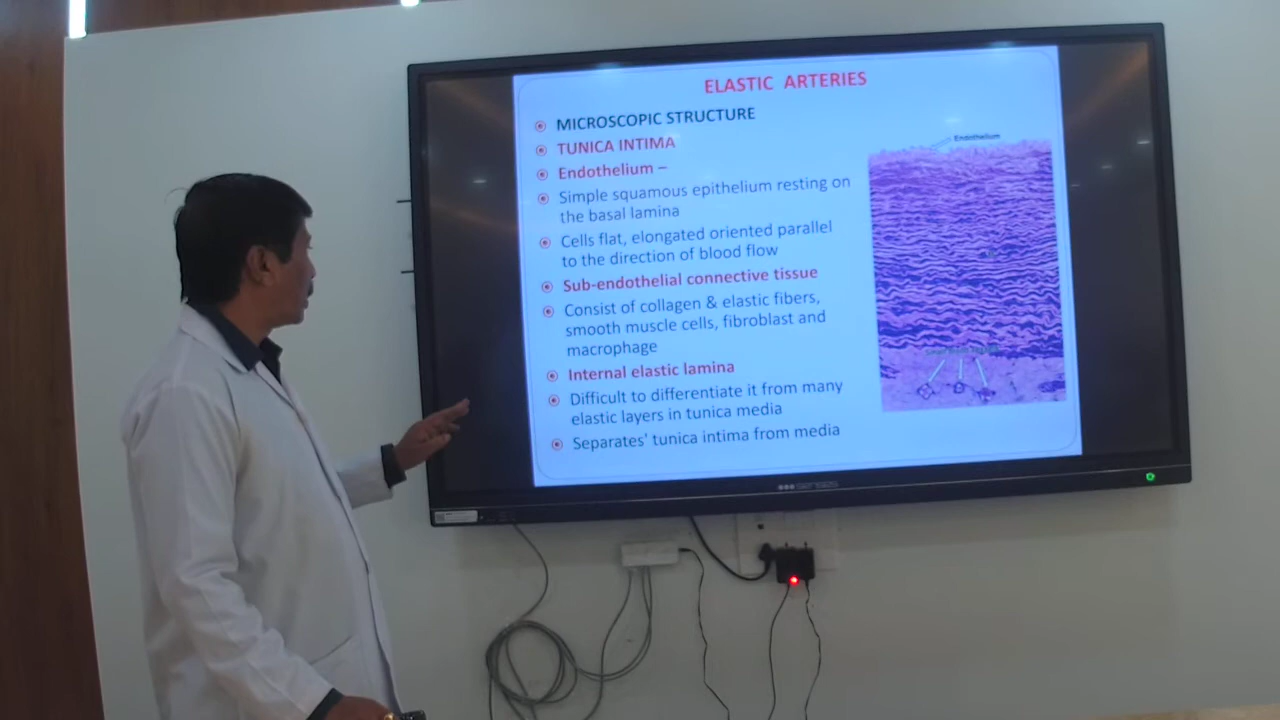 ELASTIC ARTERIES
MICROSCOPIC STRUCTURE
TUNICA INTIMA
Endothelium –
Simple squamous epithelium resting on
the basal lamina
Cells flat, elongated oriented parallel
to the direction of blood flow
Sub-endothelial connective tissue
Consist of collagen & elastic fibers,
smooth muscle cells, fibroblast and
macrophage
Internal elastic lamina
Difficult to differentiate it from many
elastic layers in tunica media
Separates' tunica intima from media
Endothelium